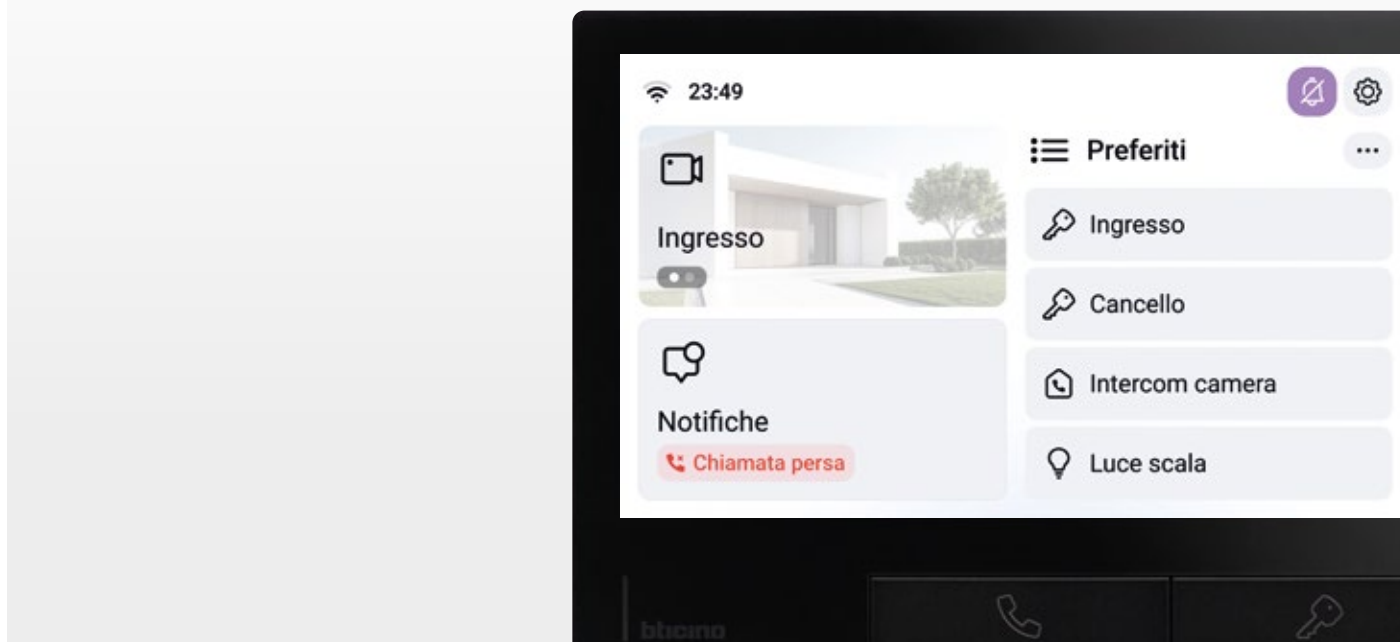 23:49
Ingresso
Notifiche
Chiamata persa
Preferiti
Ingresso
Cancello
Intercom camera
Luce scala
bticino